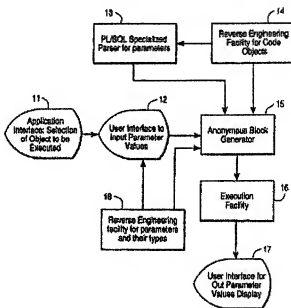 13
PL/SQL Specialized
Parser for parameters
14
Reverse Engineering
Facility for Code
Objects
11
Application
Interface: Selection
of Object to be
Executed
12
User Interface to
Input Parameter
Values
15
Anonymous Block
Generator
18
Reverse Engineering
facility for parameters
and their types
16
Execution
Facility
17
User Interface for
Out Parameter
Values Display